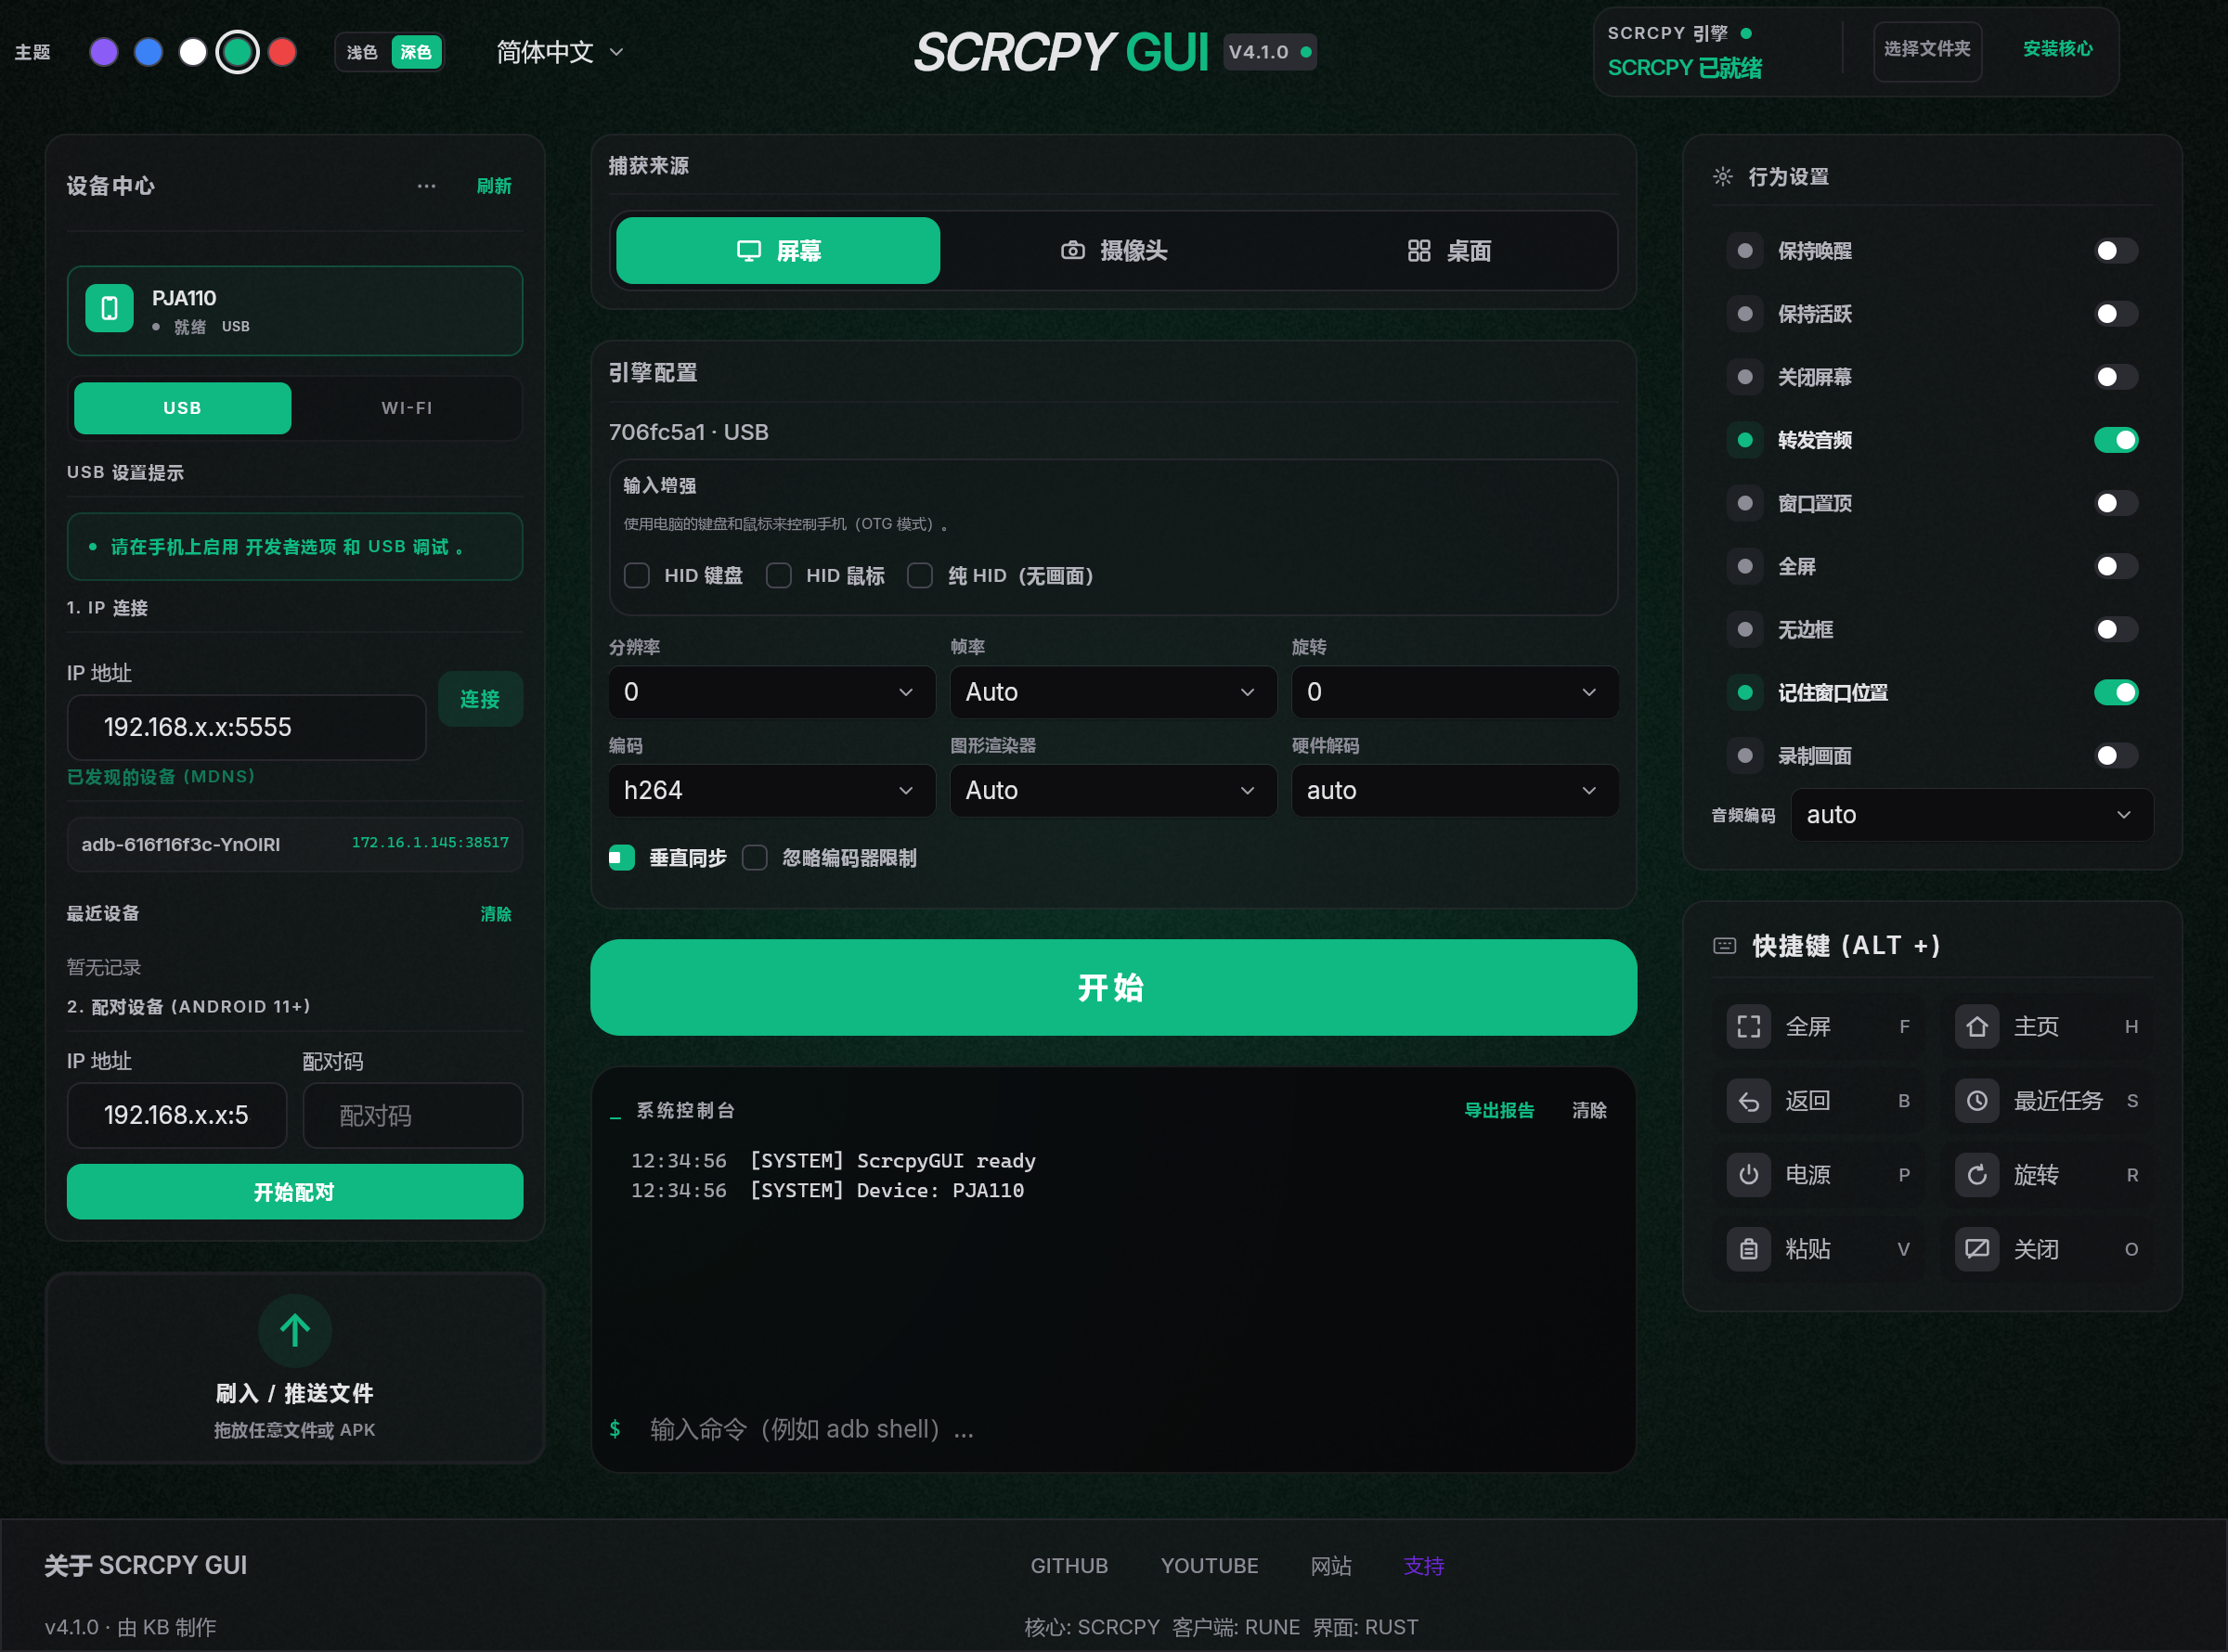 主题
浅色 深色
简体中文
SCRCPY GUI V4.1.0
SCRCPY 引擎
SCRCPY 已就绪
选择文件夹
安装核心
设备中心
... 刷新
PJA110
就绪 USB
USB WI-FI
USB 设置提示
请在手机上启用 开发者选项 和 USB 调试 。
1. IP 连接
IP 地址
192.168.x.x:5555
连接
已发现的设备 (MDNS)
adb-616f16f3c-YnOIRI 172.16.1.145:38517
最近设备 清除
暂无记录
2. 配对设备 (ANDROID 11+)
IP 地址 配对码
192.168.x.x:5 配对码
开始配对
刷入 / 推送文件
拖放任意文件或 APK
捕获来源
屏幕 摄像头 桌面
引擎配置
706fc5a1 · USB
输入增强
使用电脑的键盘和鼠标来控制手机（OTG 模式）。
HID 键盘 HID 鼠标 纯 HID（无画面）
分辨率 帧率 旋转
0 Auto 0
编码 图形渲染器 硬件解码
h264 Auto auto
垂直同步 忽略编码器限制
开始
_ 系统控制台 导出报告 清除
12:34:56 [SYSTEM] ScrcpyGUI ready
12:34:56 [SYSTEM] Device: PJA110
$ 输入命令（例如 adb shell）...
行为设置
保持唤醒
保持活跃
关闭屏幕
转发音频
窗口置顶
全屏
无边框
记住窗口位置
录制画面
音频编码 auto
快捷键 (ALT +)
全屏 F 主页 H
返回 B 最近任务 S
电源 P 旋转 R
粘贴 V 关闭 O
关于 SCRCPY GUI
GITHUB YOUTUBE 网站 支持
v4.1.0 · 由 KB 制作
核心: SCRCPY 客户端: RUNE 界面: RUST